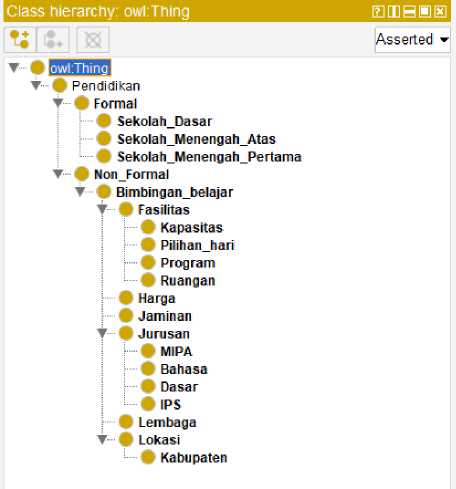 Class hierarchy: owl:Thing
Asserted
owl:Thing
Pendidikan
Formal
Sekolah_Dasar
Sekolah_Menengah_Atas
Sekolah_Menengah_Pertama
Non_Formal
Bimbingan_belajar
Fasilitas
Kapasitas
Pilihan_hari
Program
Ruangan
Harga
Jaminan
Jurusan
MIPA
Bahasa
Dasar
IPS
Lembaga
Lokasi
Kabupaten